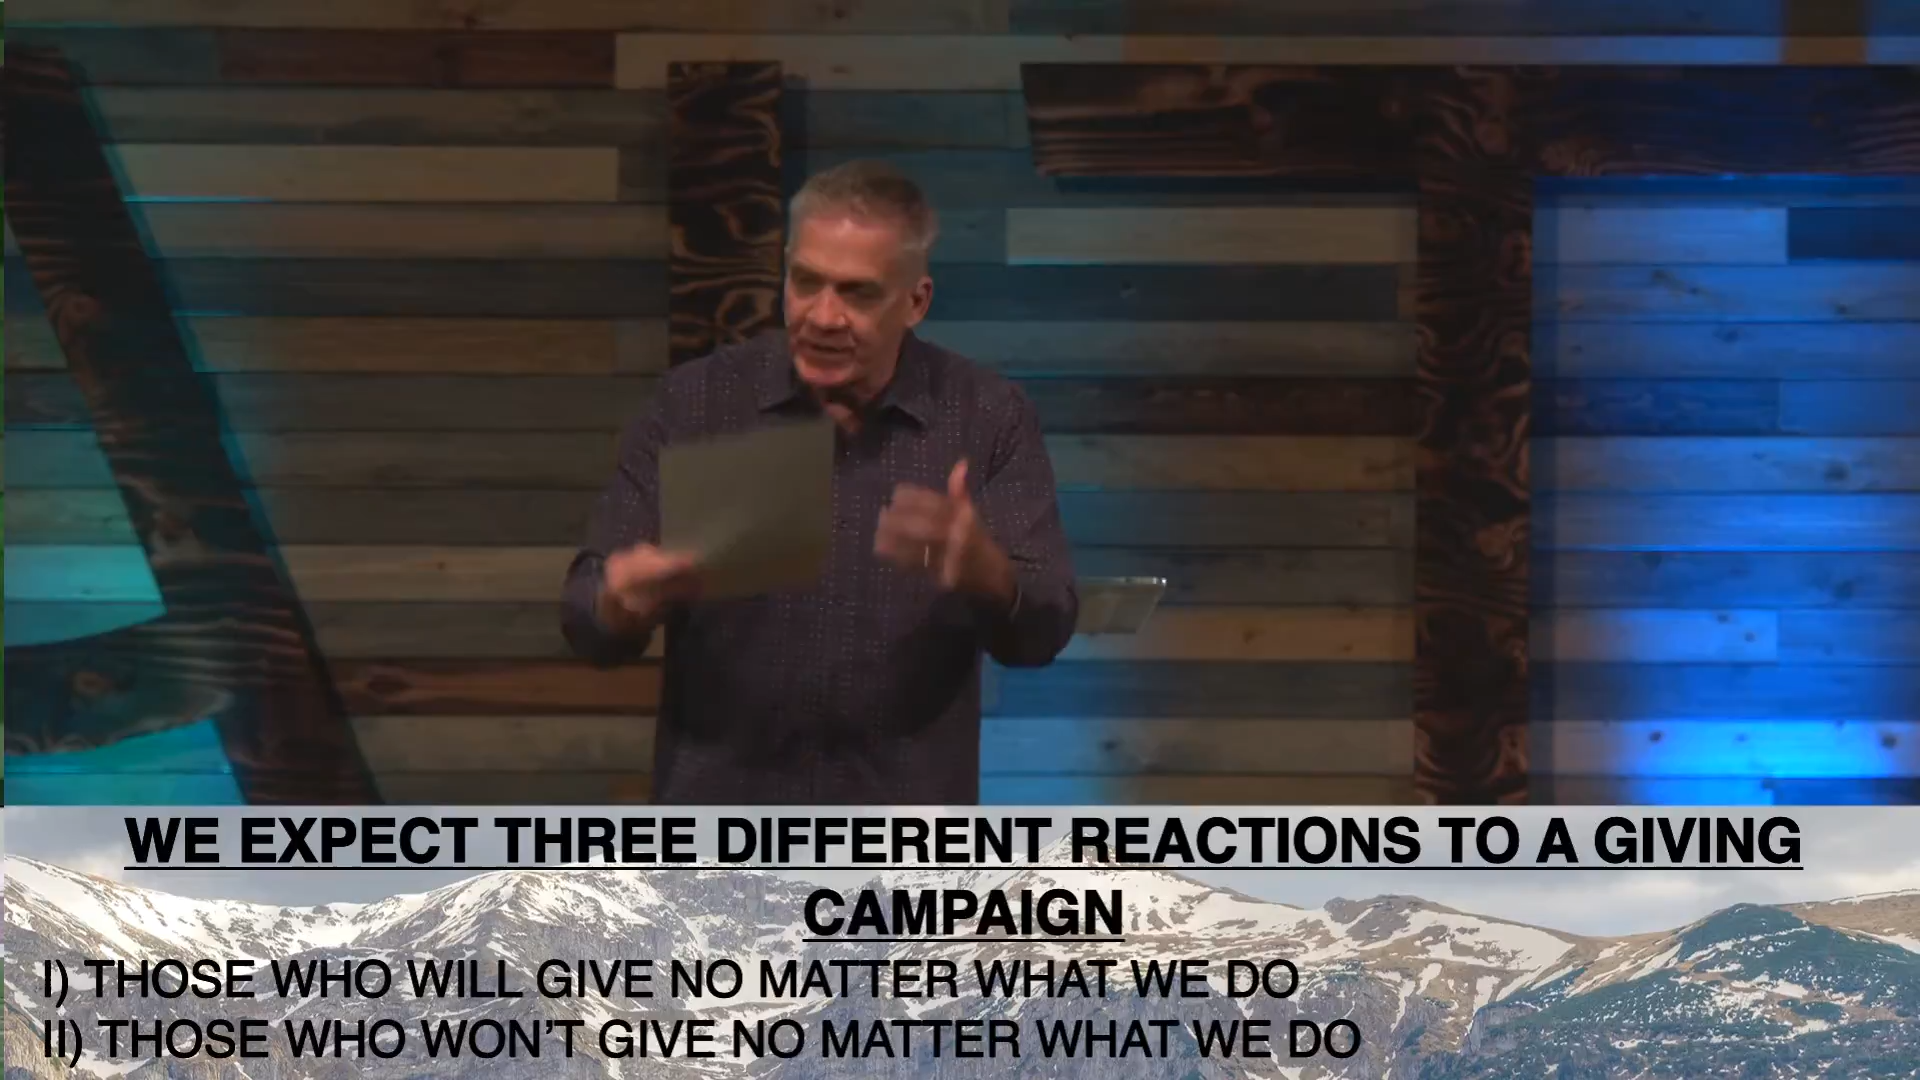 WE EXPECT THREE DIFFERENT REACTIONS TO A GIVING
CAMPAIGN
I) THOSE WHO WILL GIVE NO MATTER WHAT WE DO
II) THOSE WHO WON’T GIVE NO MATTER WHAT WE DO